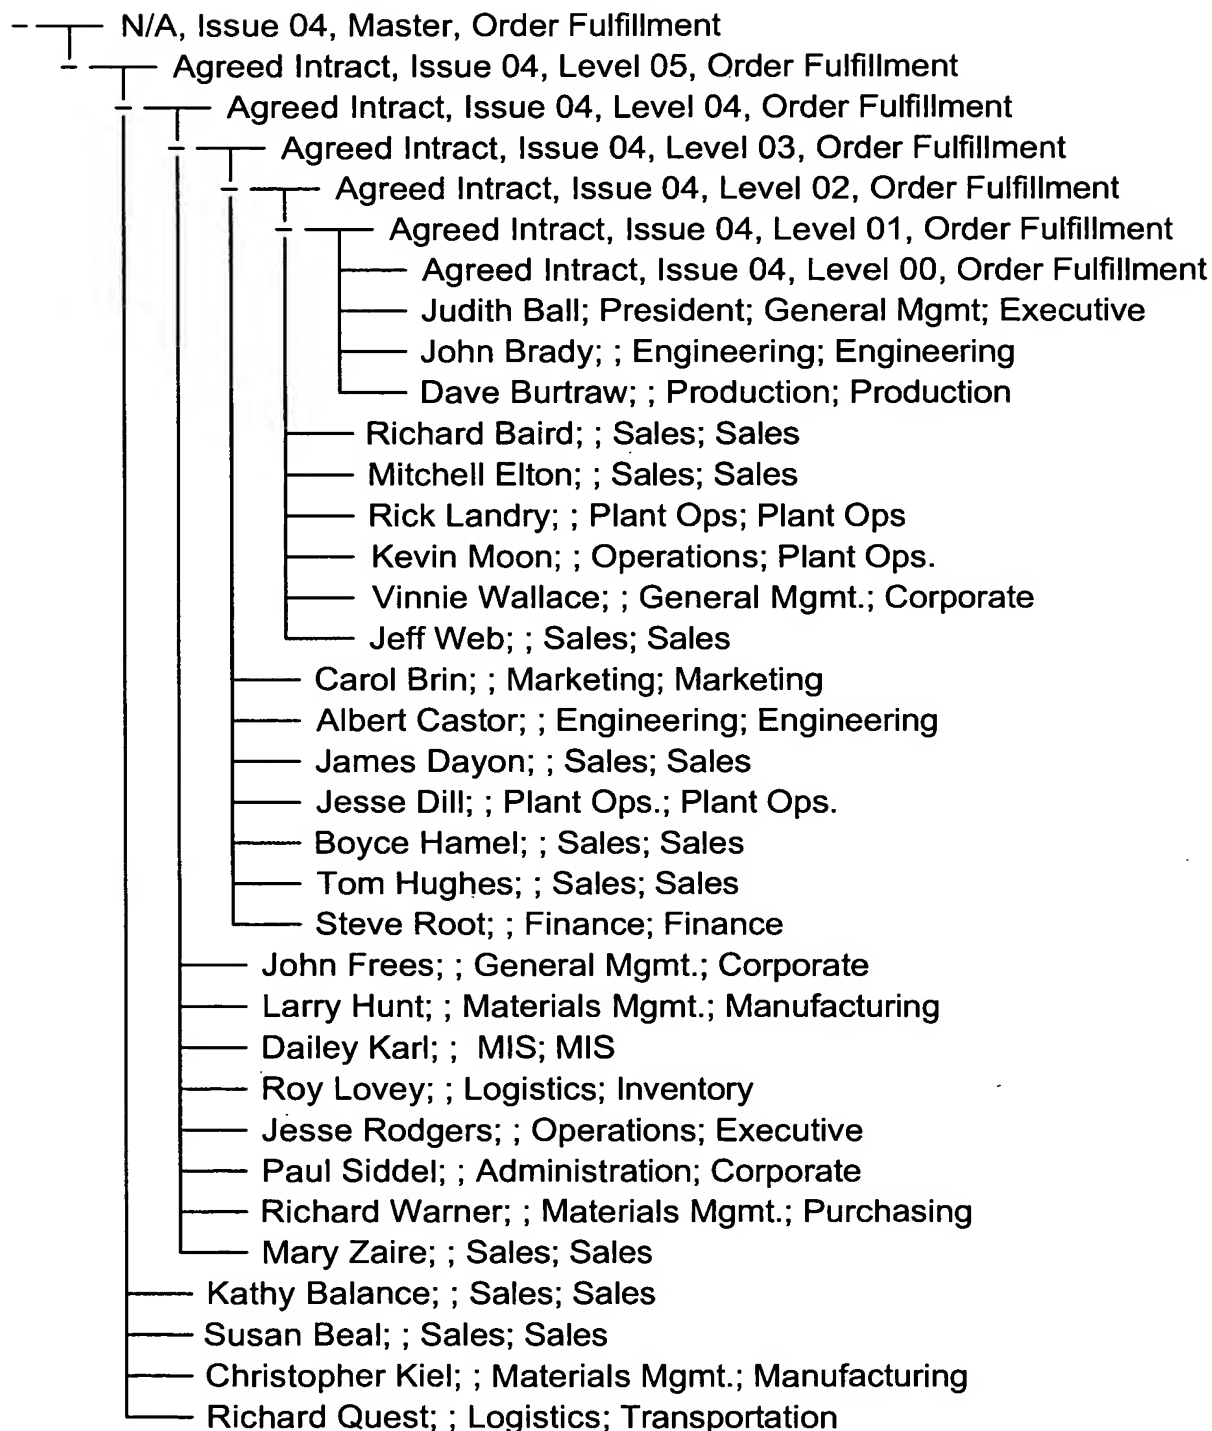 N/A, Issue 04, Master, Order Fulfillment
Agreed Intract, Issue 04, Level 05, Order Fulfillment
Agreed Intract, Issue 04, Level 04, Order Fulfillment
Agreed Intract, Issue 04, Level 03, Order Fulfillment
Agreed Intract, Issue 04, Level 02, Order Fulfillment
Agreed Intract, Issue 04, Level 01, Order Fulfillment
Agreed Intract, Issue 04, Level 00, Order Fulfillment
Judith Ball; President; General Mgmt; Executive
John Brady; ; Engineering; Engineering
Dave Burtraw; ; Production; Production
Richard Baird; ; Sales; Sales
Mitchell Elton; ; Sales; Sales
Rick Landry; ; Plant Ops; Plant Ops
Kevin Moon; ; Operations; Plant Ops.
Vinnie Wallace; ; General Mgmt.; Corporate
Jeff Web; ; Sales; Sales
Carol Brin; ; Marketing; Marketing
Albert Castor; ; Engineering; Engineering
James Dayon; ; Sales; Sales
Jesse Dill; ; Plant Ops.; Plant Ops.
Boyce Hamel; ; Sales; Sales
Tom Hughes; ; Sales; Sales
Steve Root; ; Finance; Finance
John Frees; ; General Mgmt.; Corporate
Larry Hunt; ; Materials Mgmt.; Manufacturing
Dailey Karl; ; MIS; MIS
Roy Lovey; ; Logistics; Inventory
Jesse Rodgers; ; Operations; Executive
Paul Siddel; ; Administration; Corporate
Richard Warner; ; Materials Mgmt.; Purchasing
Mary Zaire; ; Sales; Sales
Kathy Balance; ; Sales; Sales
Susan Beal; ; Sales; Sales
Christopher Kiel; ; Materials Mgmt.; Manufacturing
Richard Quest; ; Logistics; Transportation